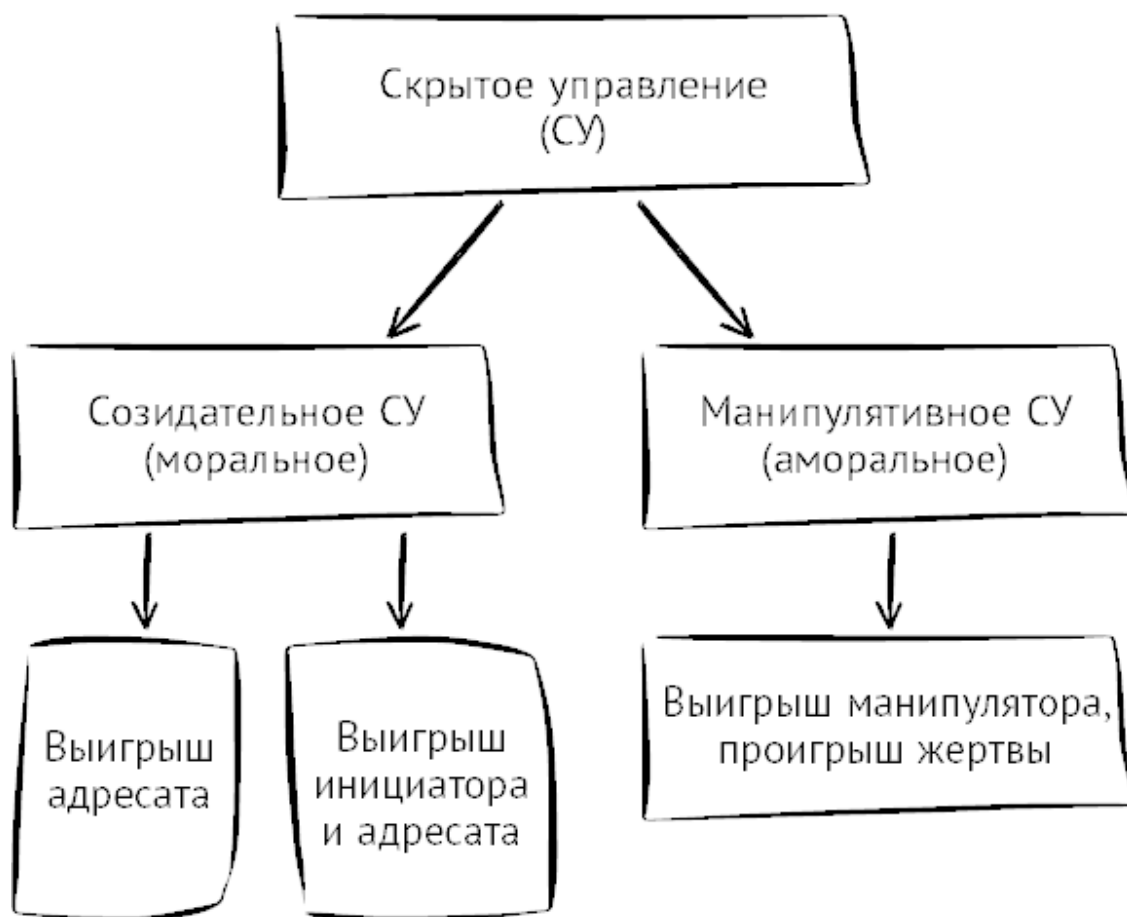 Скрытое управление
(СУ)
Созидательное СУ
(моральное)
Манипулятивное СУ
(аморальное)
Выигрыш
адресата
Выигрыш
инициатора
и адресата
Выигрыш манипулятора,
проигрыш жертвы